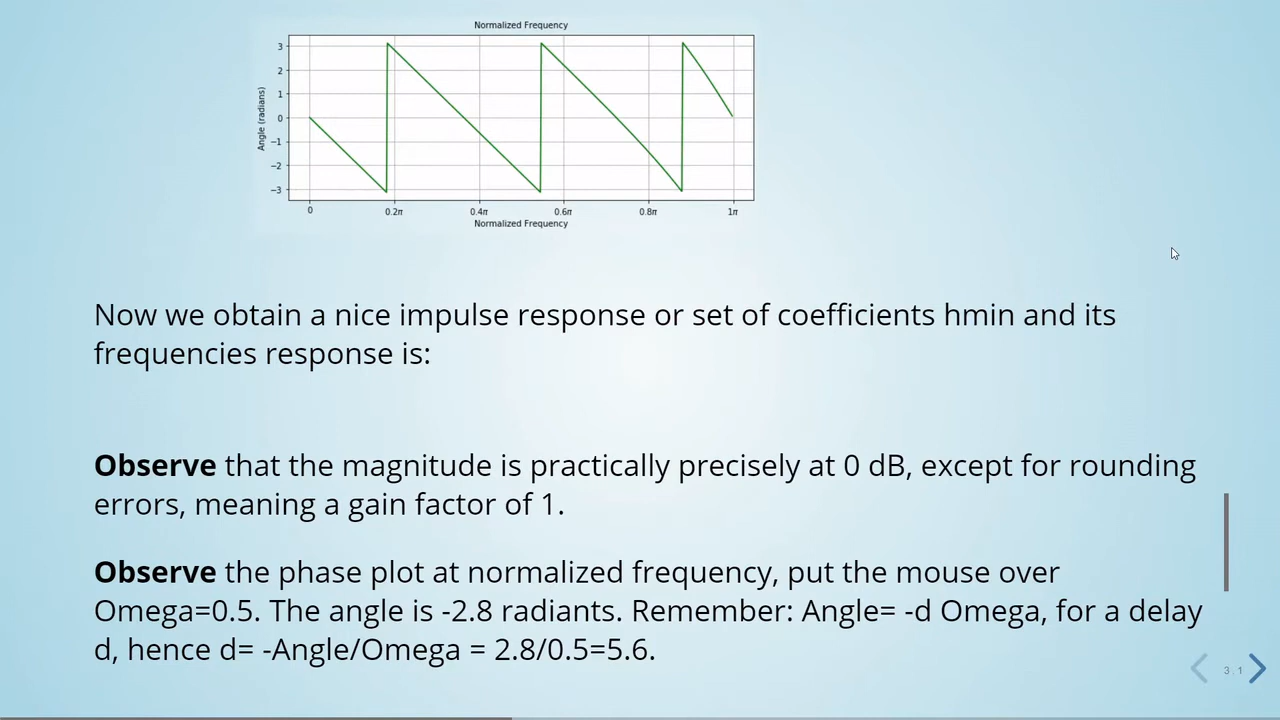 Normalized Frequency
Angle (radians)
3
2
1
0
−1
−2
−3
0
0.2π
0.4π
0.6π
0.8π
1π
Normalized Frequency
Now we obtain a nice impulse response or set of coefficients hmin and its
frequencies response is:
Observe that the magnitude is practically precisely at 0 dB, except for rounding
errors, meaning a gain factor of 1.
Observe the phase plot at normalized frequency, put the mouse over
Omega=0.5. The angle is -2.8 radiants. Remember: Angle= -d Omega, for a delay
d, hence d= -Angle/Omega = 2.8/0.5=5.6.
3.1